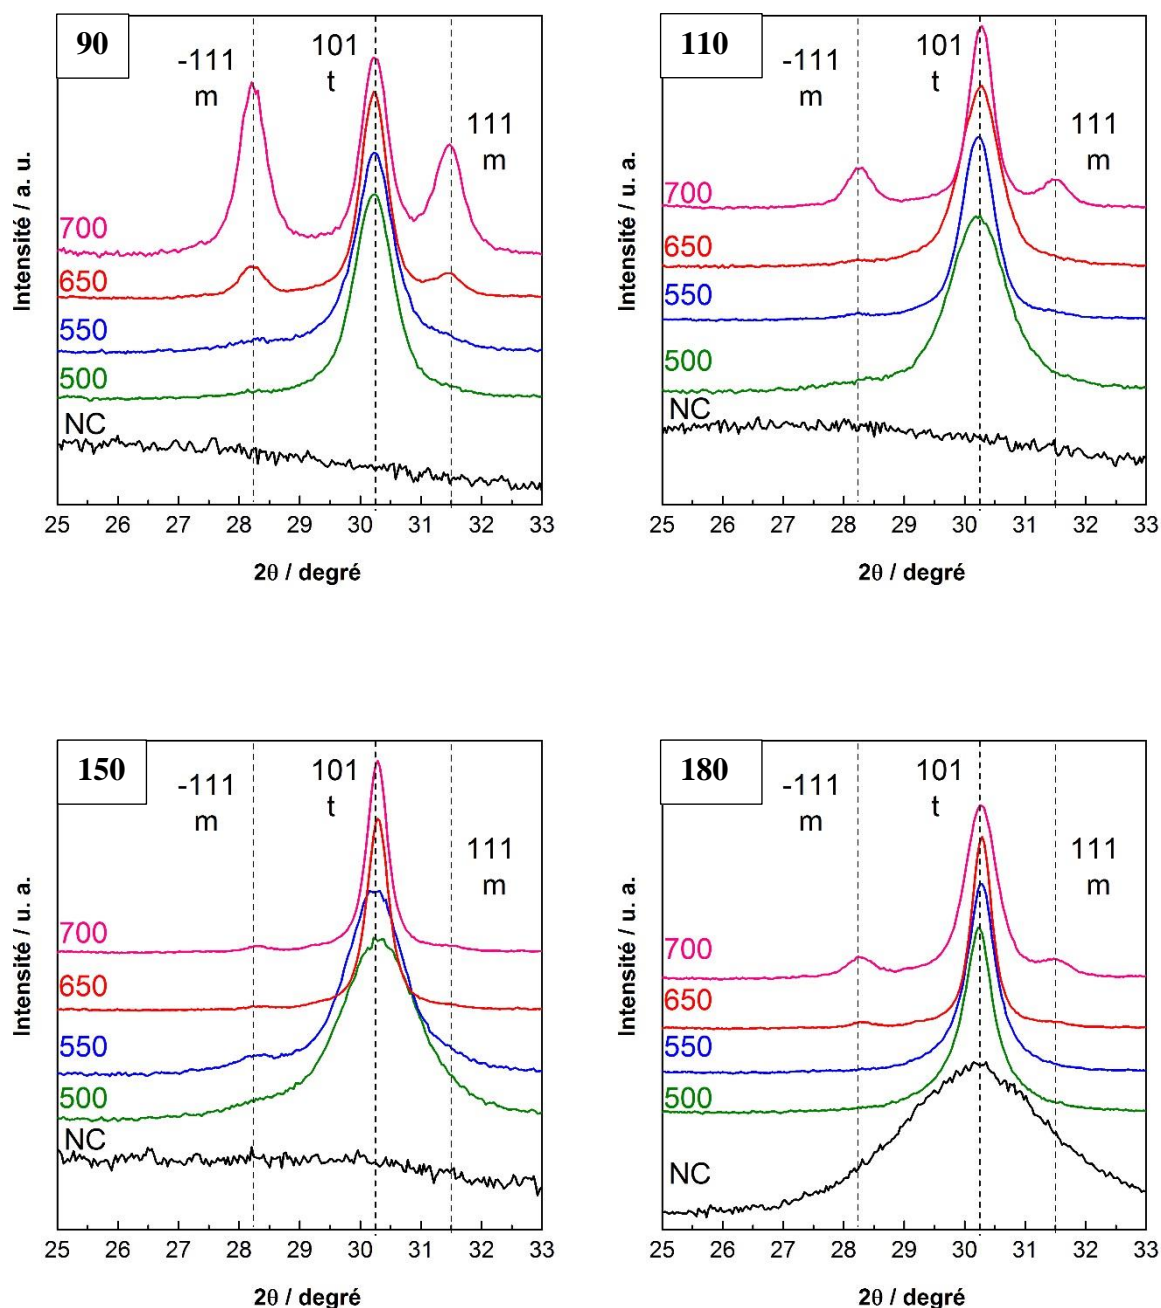 90
-111
m
101
t
111
m
700
650
550
500
NC
Intensité / a. u.
25 26 27 28 29 30 31 32 33
2θ / degré
110
-111
m
101
t
111
m
700
650
550
500
NC
Intensité / u. a.
25 27 29 30 31 32 33
2θ / degré
150
-111
m
101
t
111
m
700
650
550
500
NC
Intensité / u. a.
25 26 27 28 29 30 31 32 33
2θ / degré
180
-111
m
101
t
111
m
700
650
550
500
NC
Intensité / u. a.
25 26 27 28 29 30 31 32 33
2θ / degré